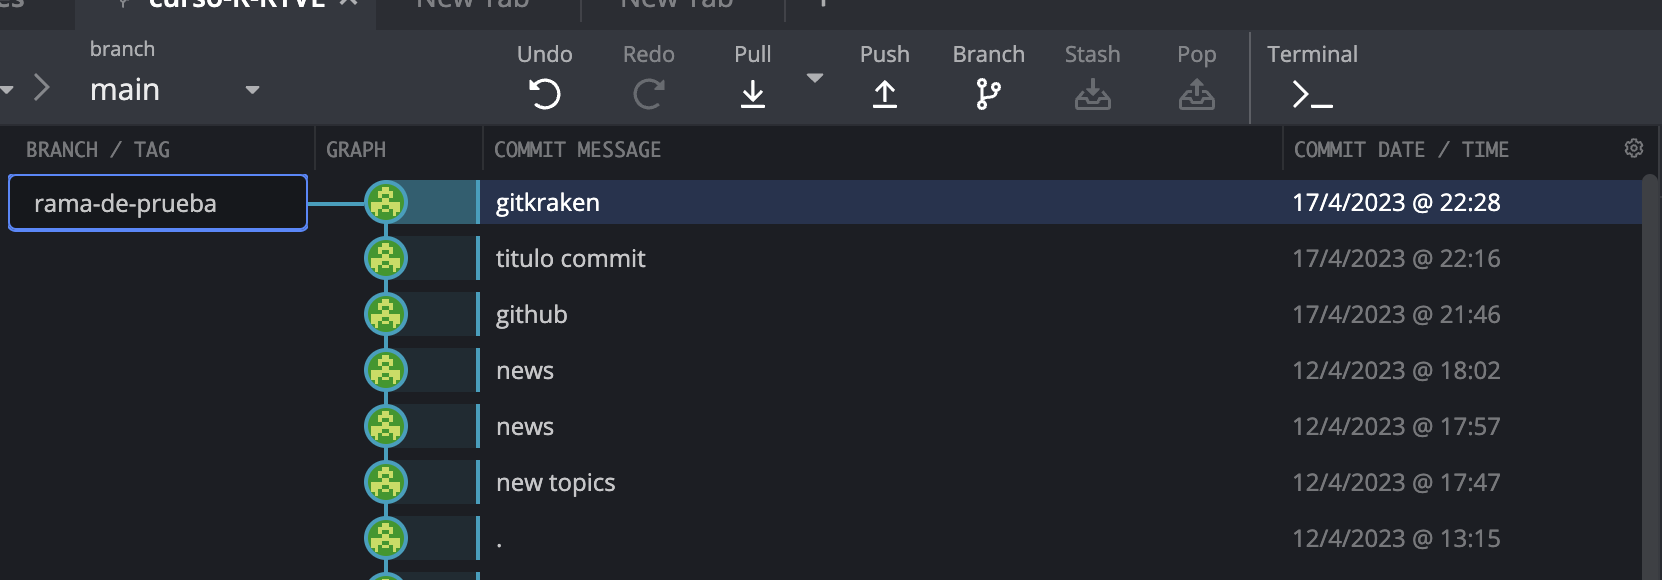 New Tab New Tab
branch
main
Undo Redo Pull Push Branch Stash Pop Terminal
BRANCH / TAG GRAPH COMMIT MESSAGE COMMIT DATE / TIME
rama-de-prueba gitkraken 17/4/2023 @ 22:28
titulo commit 17/4/2023 @ 22:16
github 17/4/2023 @ 21:46
news 12/4/2023 @ 18:02
news 12/4/2023 @ 17:57
new topics 12/4/2023 @ 17:47
. 12/4/2023 @ 13:15